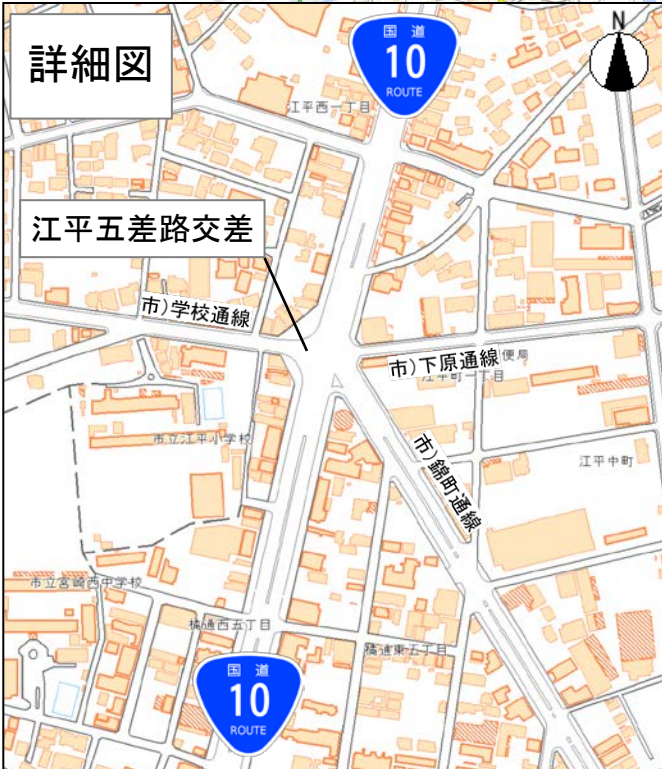 詳細図
国道
10
ROUTE
N
江平西一丁目
江平五差路交差
市)学校通線
市)下原通線
便局
江平町一丁目
市立江平小学校
市)錦町通線
江平中町
市立宮崎西中学校
橘通西五丁目
橘通東五丁目
国道
10
ROUTE